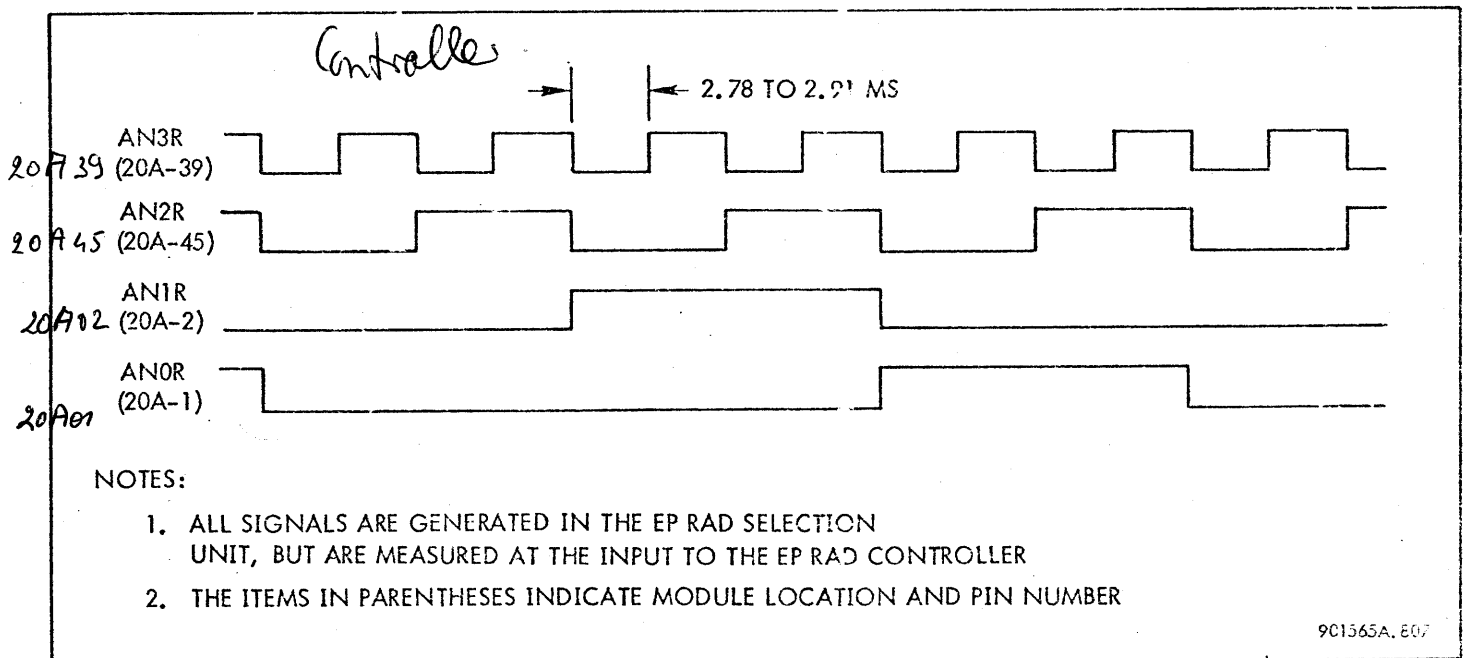 Controller
2.78 TO 2.91 MS
AN3R
20A39 (20A-39)
AN2R
20A45 (20A-45)
AN1R
20A02 (20A-2)
AN0R
20A01 (20A-1)
NOTES:
1. ALL SIGNALS ARE GENERATED IN THE EP RAD SELECTION
UNIT, BUT ARE MEASURED AT THE INPUT TO THE EP RAD CONTROLLER
2. THE ITEMS IN PARENTHESES INDICATE MODULE LOCATION AND PIN NUMBER
901565A.807